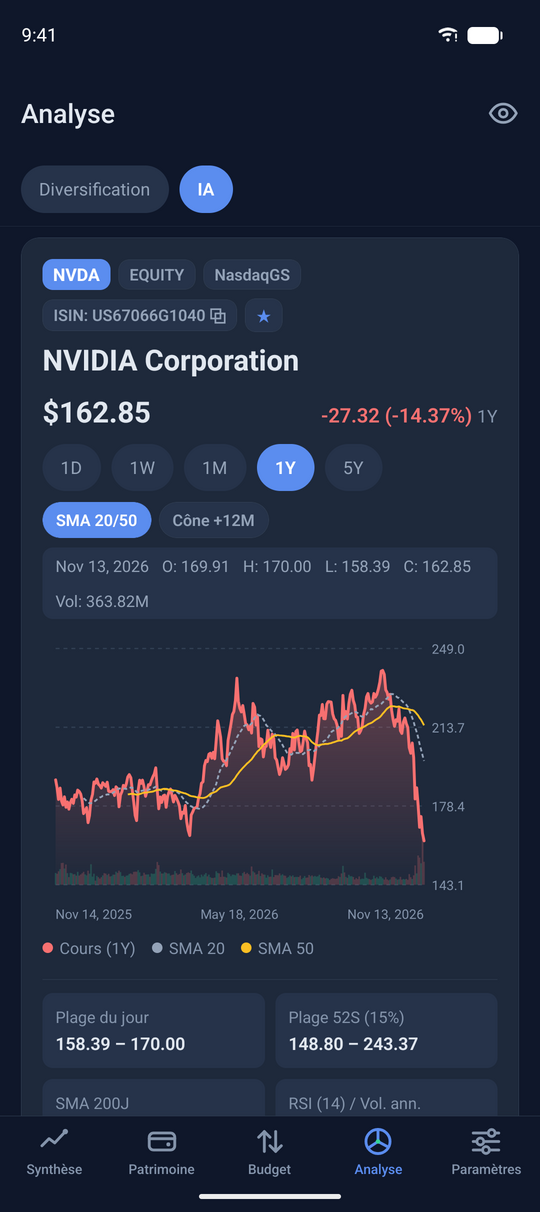 9:41
Analyse
Diversification IA
NVDA EQUITY NasdaqGS
ISIN: US67066G1040
NVIDIA Corporation
$162.85 -27.32 (-14.37%) 1Y
1D 1W 1M 1Y 5Y
SMA 20/50 Cône +12M
Nov 13, 2026 O: 169.91 H: 170.00 L: 158.39 C: 162.85
Vol: 363.82M
249.0
213.7
178.4
143.1
Nov 14, 2025 May 18, 2026 Nov 13, 2026
Cours (1Y) SMA 20 SMA 50
Plage du jour Plage 52S (15%)
158.39 – 170.00 148.80 – 243.37
SMA 200J RSI (14) / Vol. ann.
Synthèse Patrimoine Budget Analyse Paramètres